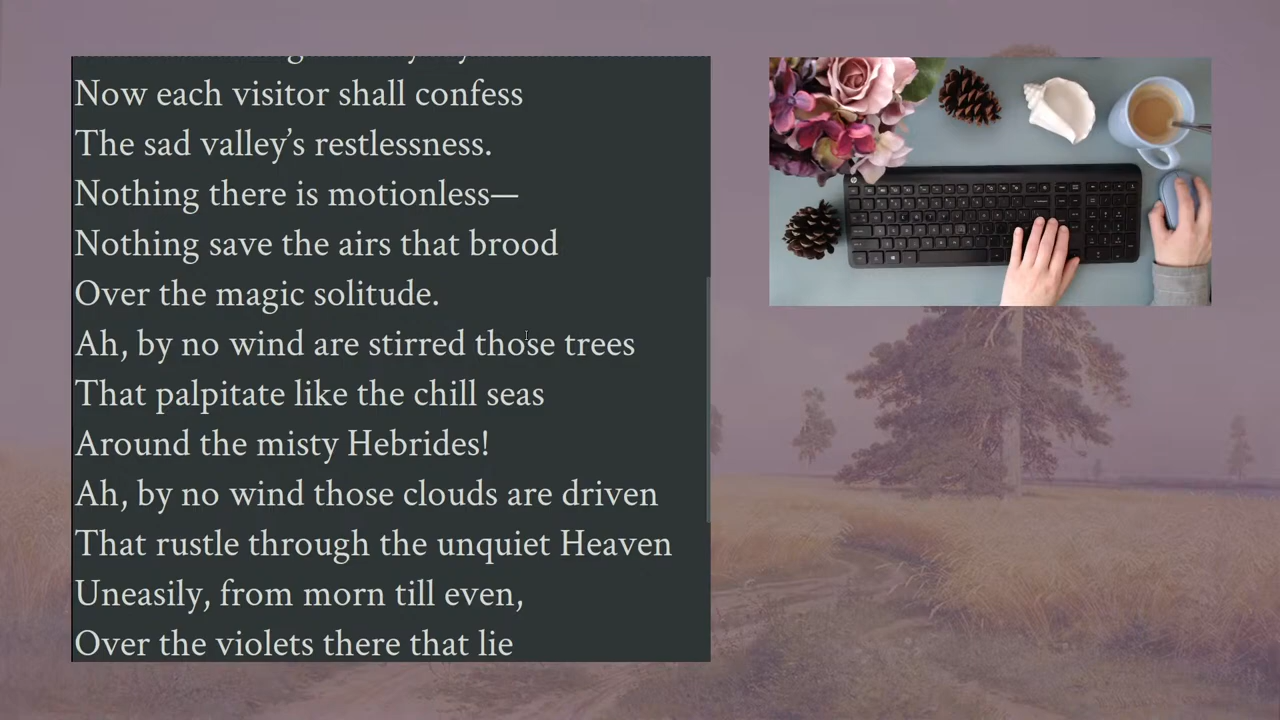 Now each visitor shall confess
The sad valley’s restlessness.
Nothing there is motionless—
Nothing save the airs that brood
Over the magic solitude.
Ah, by no wind are stirred those trees
That palpitate like the chill seas
Around the misty Hebrides!
Ah, by no wind those clouds are driven
That rustle through the unquiet Heaven
Uneasily, from morn till even,
Over the violets there that lie